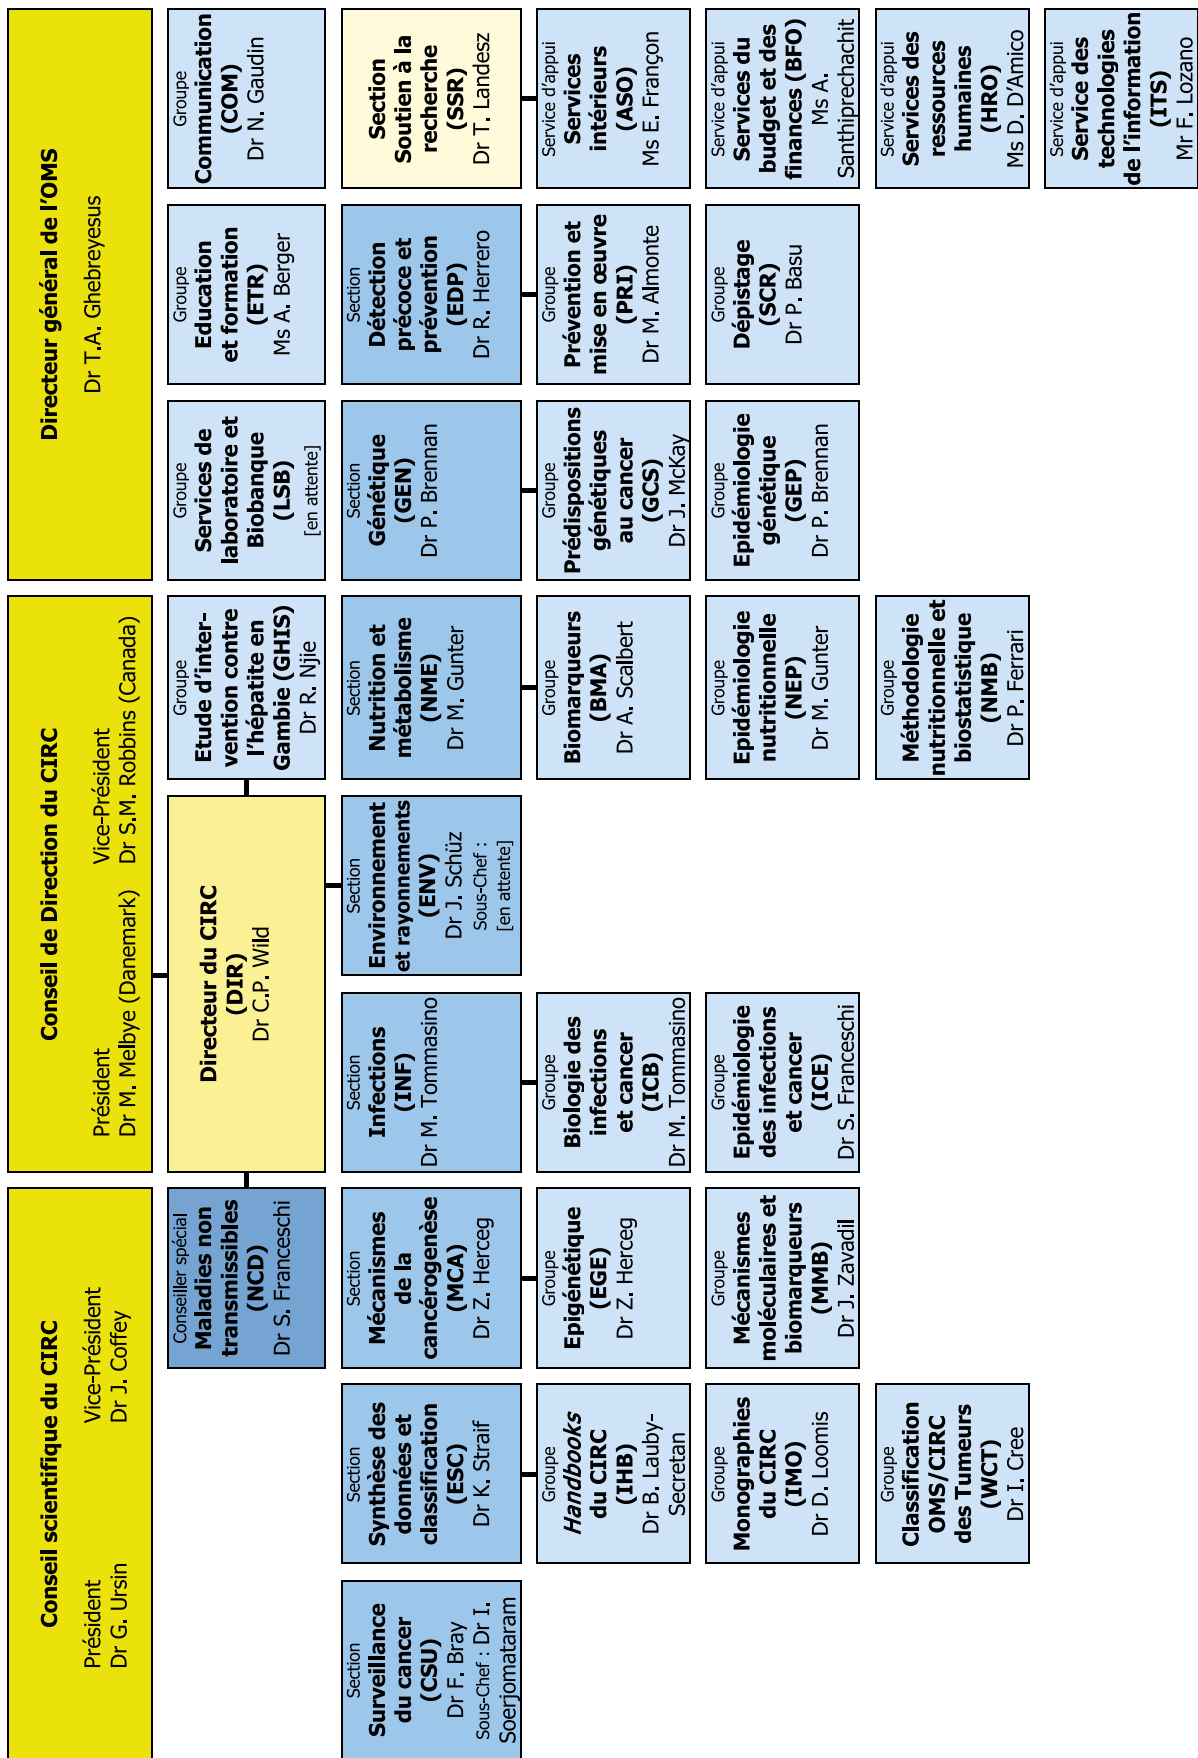 Conseil scientifique du CIRC
Président
Dr G. Ursin
Vice-Président
Dr J. Coffey
Conseil de Direction du CIRC
Président
Dr M. Melbye (Danemark)
Vice-Président
Dr S.M. Robbins (Canada)
Directeur général de l'OMS
Dr T.A. Ghebreyesus
Conseiller spécial
Maladies non
transmissibles
(NCD)
Dr S. Franceschi
Directeur du CIRC
(DIR)
Dr C.P. Wild
Groupe
Etude d'inter-
vention contre
l'hépatite en
Gambie (GHIS)
Dr R. Njie
Groupe
Services de
laboratoire et
Biobanque
(LSB)
[en attente]
Groupe
Education
et formation
(ETR)
Ms A. Berger
Groupe
Communication
(COM)
Dr N. Gaudin
Section
Surveillance
du cancer
(CSU)
Dr F. Bray
Sous-Chef : Dr I.
Soerjomataram
Section
Synthèse des
données et
classification
(ESC)
Dr K. Straif
Section
Mécanismes
de la
cancérogenèse
(MCA)
Dr Z. Herceg
Section
Infections
(INF)
Dr M. Tommasino
Section
Environnement
et rayonnements
(ENV)
Dr J. Schüz
Sous-Chef :
[en attente]
Section
Nutrition et
métabolisme
(NME)
Dr M. Gunter
Section
Génétique
(GEN)
Dr P. Brennan
Section
Détection
précoce et
prévention
(EDP)
Dr R. Herrero
Section
Soutien à la
recherche
(SSR)
Dr T. Landesz
Groupe
Handbooks
du CIRC
(IHB)
Dr B. Lauby-
Secretan
Groupe
Epigénétique
(EGE)
Dr Z. Herceg
Groupe
Biologie des
infections
et cancer
(ICB)
Dr M. Tommasino
Groupe
Biomarqueurs
(BMA)
Dr A. Scalbert
Groupe
Prédispositions
génétiques
au cancer
(GCS)
Dr J. McKay
Groupe
Prévention et
mise en œuvre
(PRI)
Dr M. Almonte
Service d'appui
Services
intérieurs
(ASO)
Ms E. Françon
Groupe
Monographies
du CIRC
(IMO)
Dr D. Loomis
Groupe
Mécanismes
moléculaires et
biomarqueurs
(MMB)
Dr J. Zavadil
Groupe
Epidémiologie
des infections
et cancer
(ICE)
Dr S. Franceschi
Groupe
Epidémiologie
nutritionnelle
(NEP)
Dr M. Gunter
Groupe
Epidémiologie
génétique
(GEP)
Dr P. Brennan
Groupe
Dépistage
(SCR)
Dr P. Basu
Service d'appui
Services du
budget et des
finances (BFO)
Ms A.
Santhiprechachit
Groupe
Classification
OMS/CIRC
des Tumeurs
(WCT)
Dr I. Cree
Groupe
Méthodologie
nutritionnelle et
biostatistique
(NMB)
Dr P. Ferrari
Service d'appui
Services des
ressources
humaines
(HRO)
Ms D. D'Amico
Service d'appui
Service des
technologies
de l'information
(ITS)
Mr F. Lozano